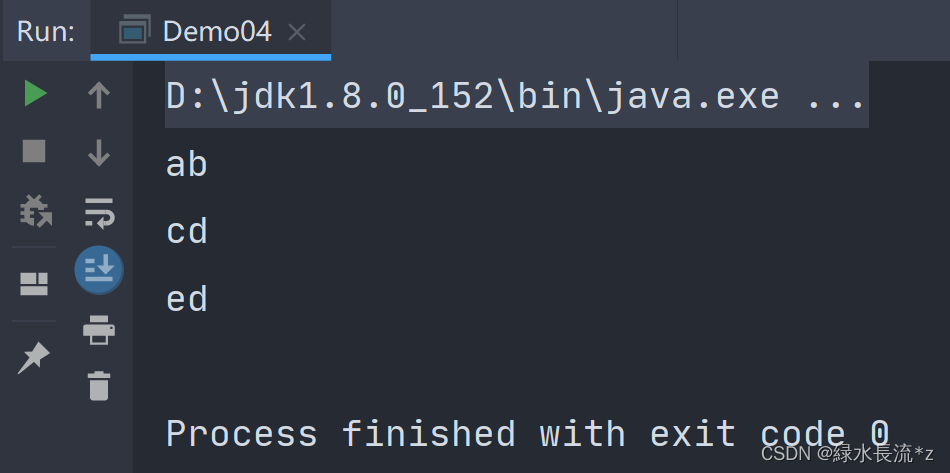 Run: Demo04
D:\jdk1.8.0_152\bin\java.exe ...
ab
cd
ed
Process finished with exit code 0
CSDN @緑水長流*z